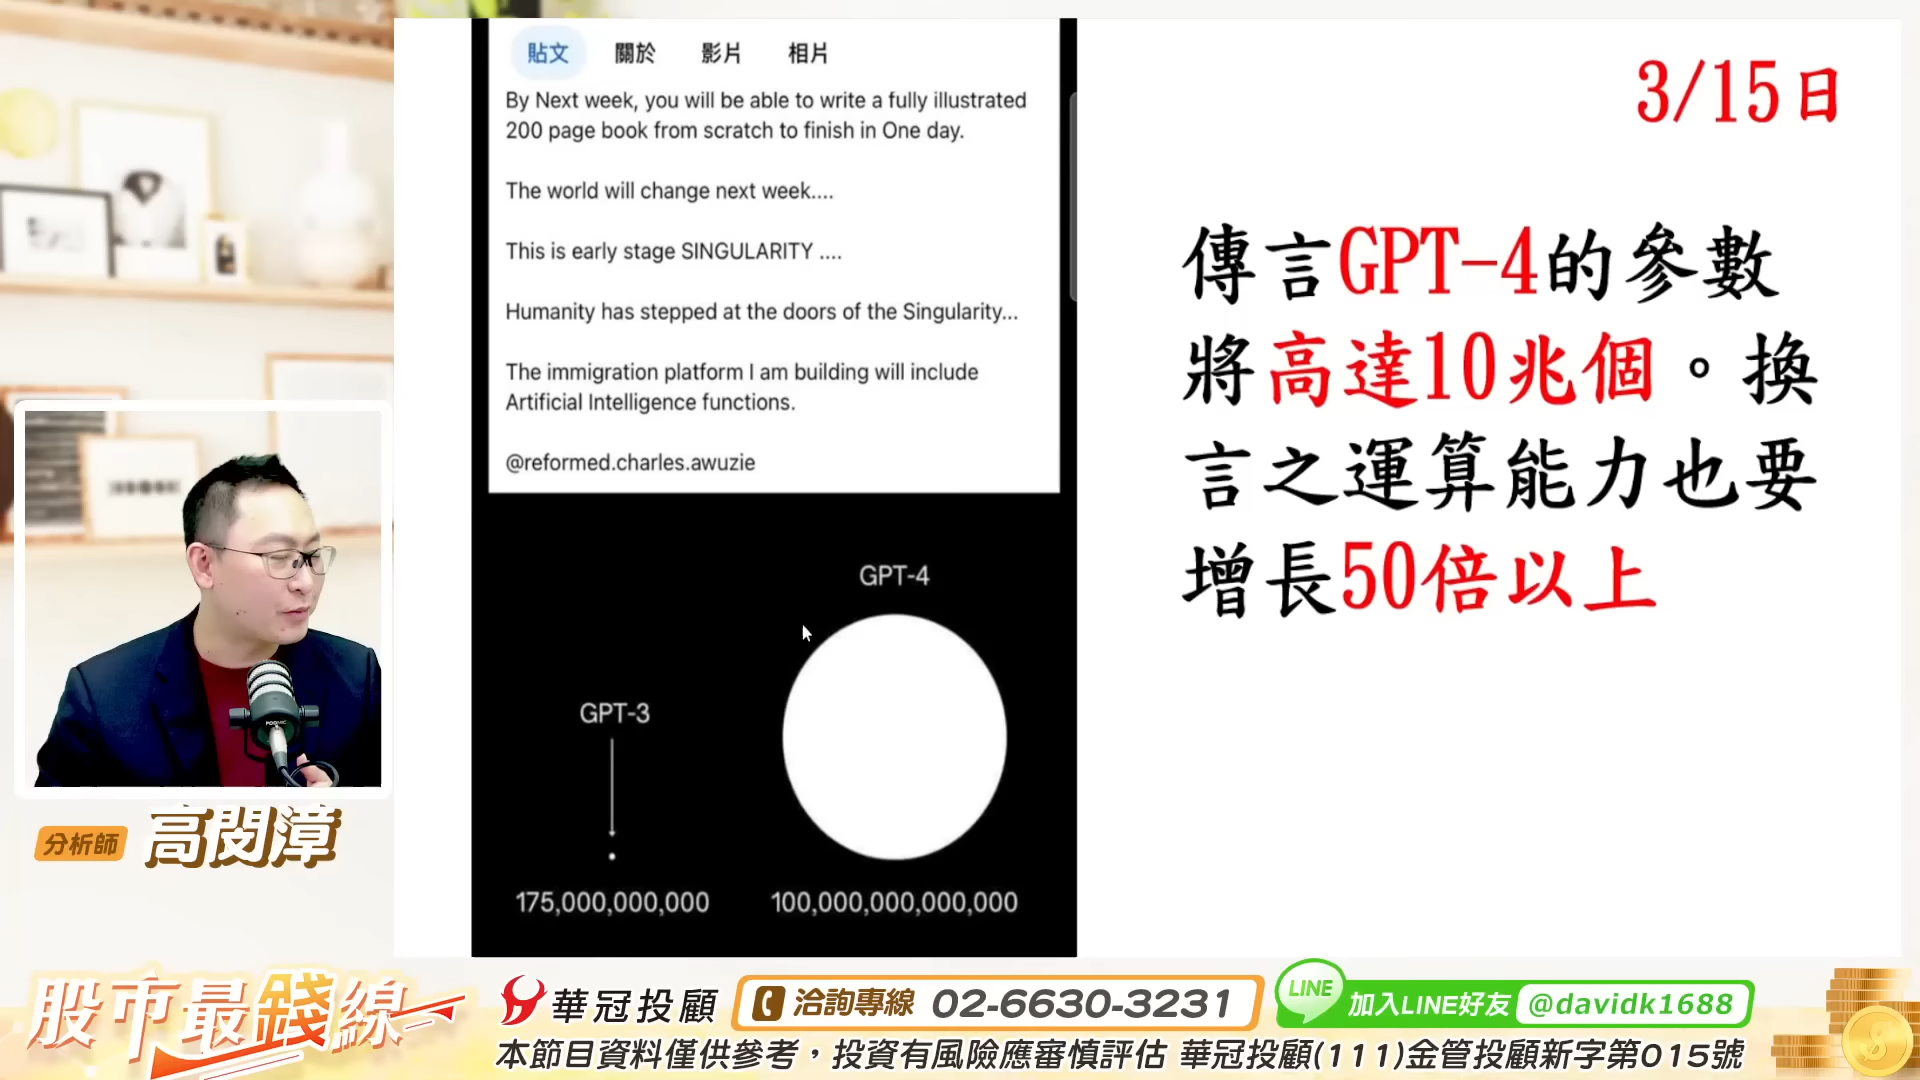 貼文 關於 影片 相片
By Next week, you will be able to write a fully illustrated
200 page book from scratch to finish in One day.
The world will change next week....
This is early stage SINGULARITY ....
Humanity has stepped at the doors of the Singularity...
The immigration platform I am building will include
Artificial Intelligence functions.
@reformed.charles.awuzie
GPT-4
GPT-3
175,000,000,000
100,000,000,000,000
3/15日
傳言GPT-4的參數
將高達10兆個。換
言之運算能力也要
增長50倍以上
分析師 高閔漳
股市最錢線
華冠投顧
洽詢專線 02-6630-3231
LINE 加入LINE好友 @davidk1688
本節目資料僅供參考，投資有風險應審慎評估 華冠投顧(111)金管投顧新字第015號